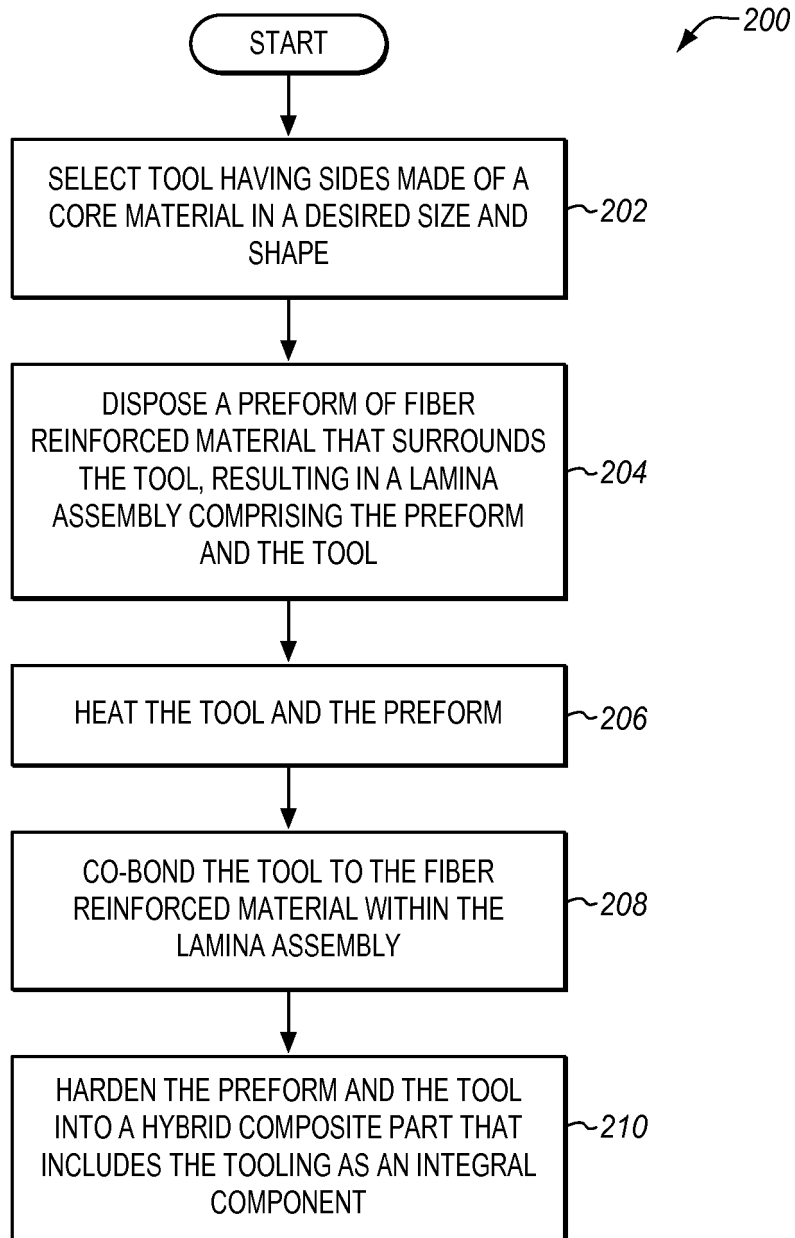 START
200
SELECT TOOL HAVING SIDES MADE OF A
CORE MATERIAL IN A DESIRED SIZE AND
SHAPE
202
DISPOSE A PREFORM OF FIBER
REINFORCED MATERIAL THAT SURROUNDS
THE TOOL, RESULTING IN A LAMINA
ASSEMBLY COMPRISING THE PREFORM
AND THE TOOL
204
HEAT THE TOOL AND THE PREFORM
206
CO-BOND THE TOOL TO THE FIBER
REINFORCED MATERIAL WITHIN THE
LAMINA ASSEMBLY
208
HARDEN THE PREFORM AND THE TOOL
INTO A HYBRID COMPOSITE PART THAT
INCLUDES THE TOOLING AS AN INTEGRAL
COMPONENT
210